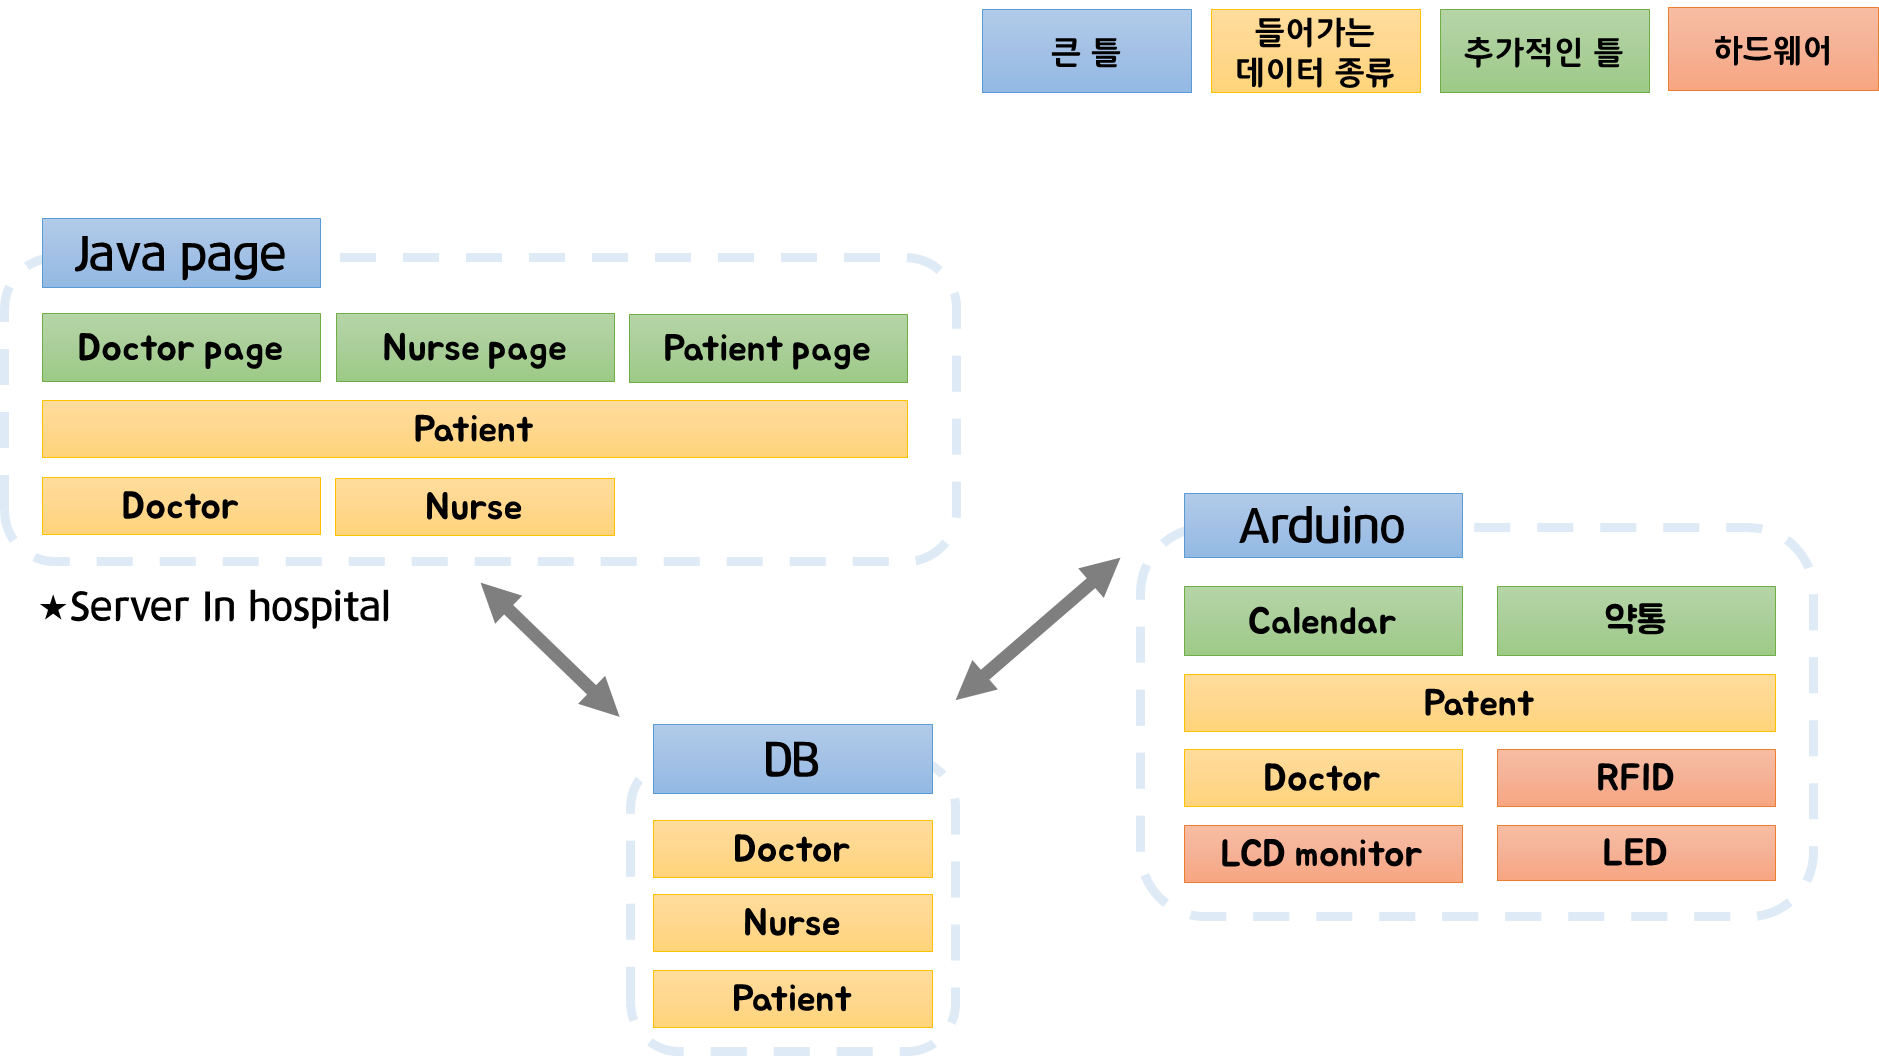 큰 틀
들어가는
데이터 종류
추가적인 틀
하드웨어
Java page
Doctor page
Nurse page
Patient page
Patient
Doctor
Nurse
★Server In hospital
Arduino
Calendar
약통
Patent
Doctor
RFID
LCD monitor
LED
DB
Doctor
Nurse
Patient